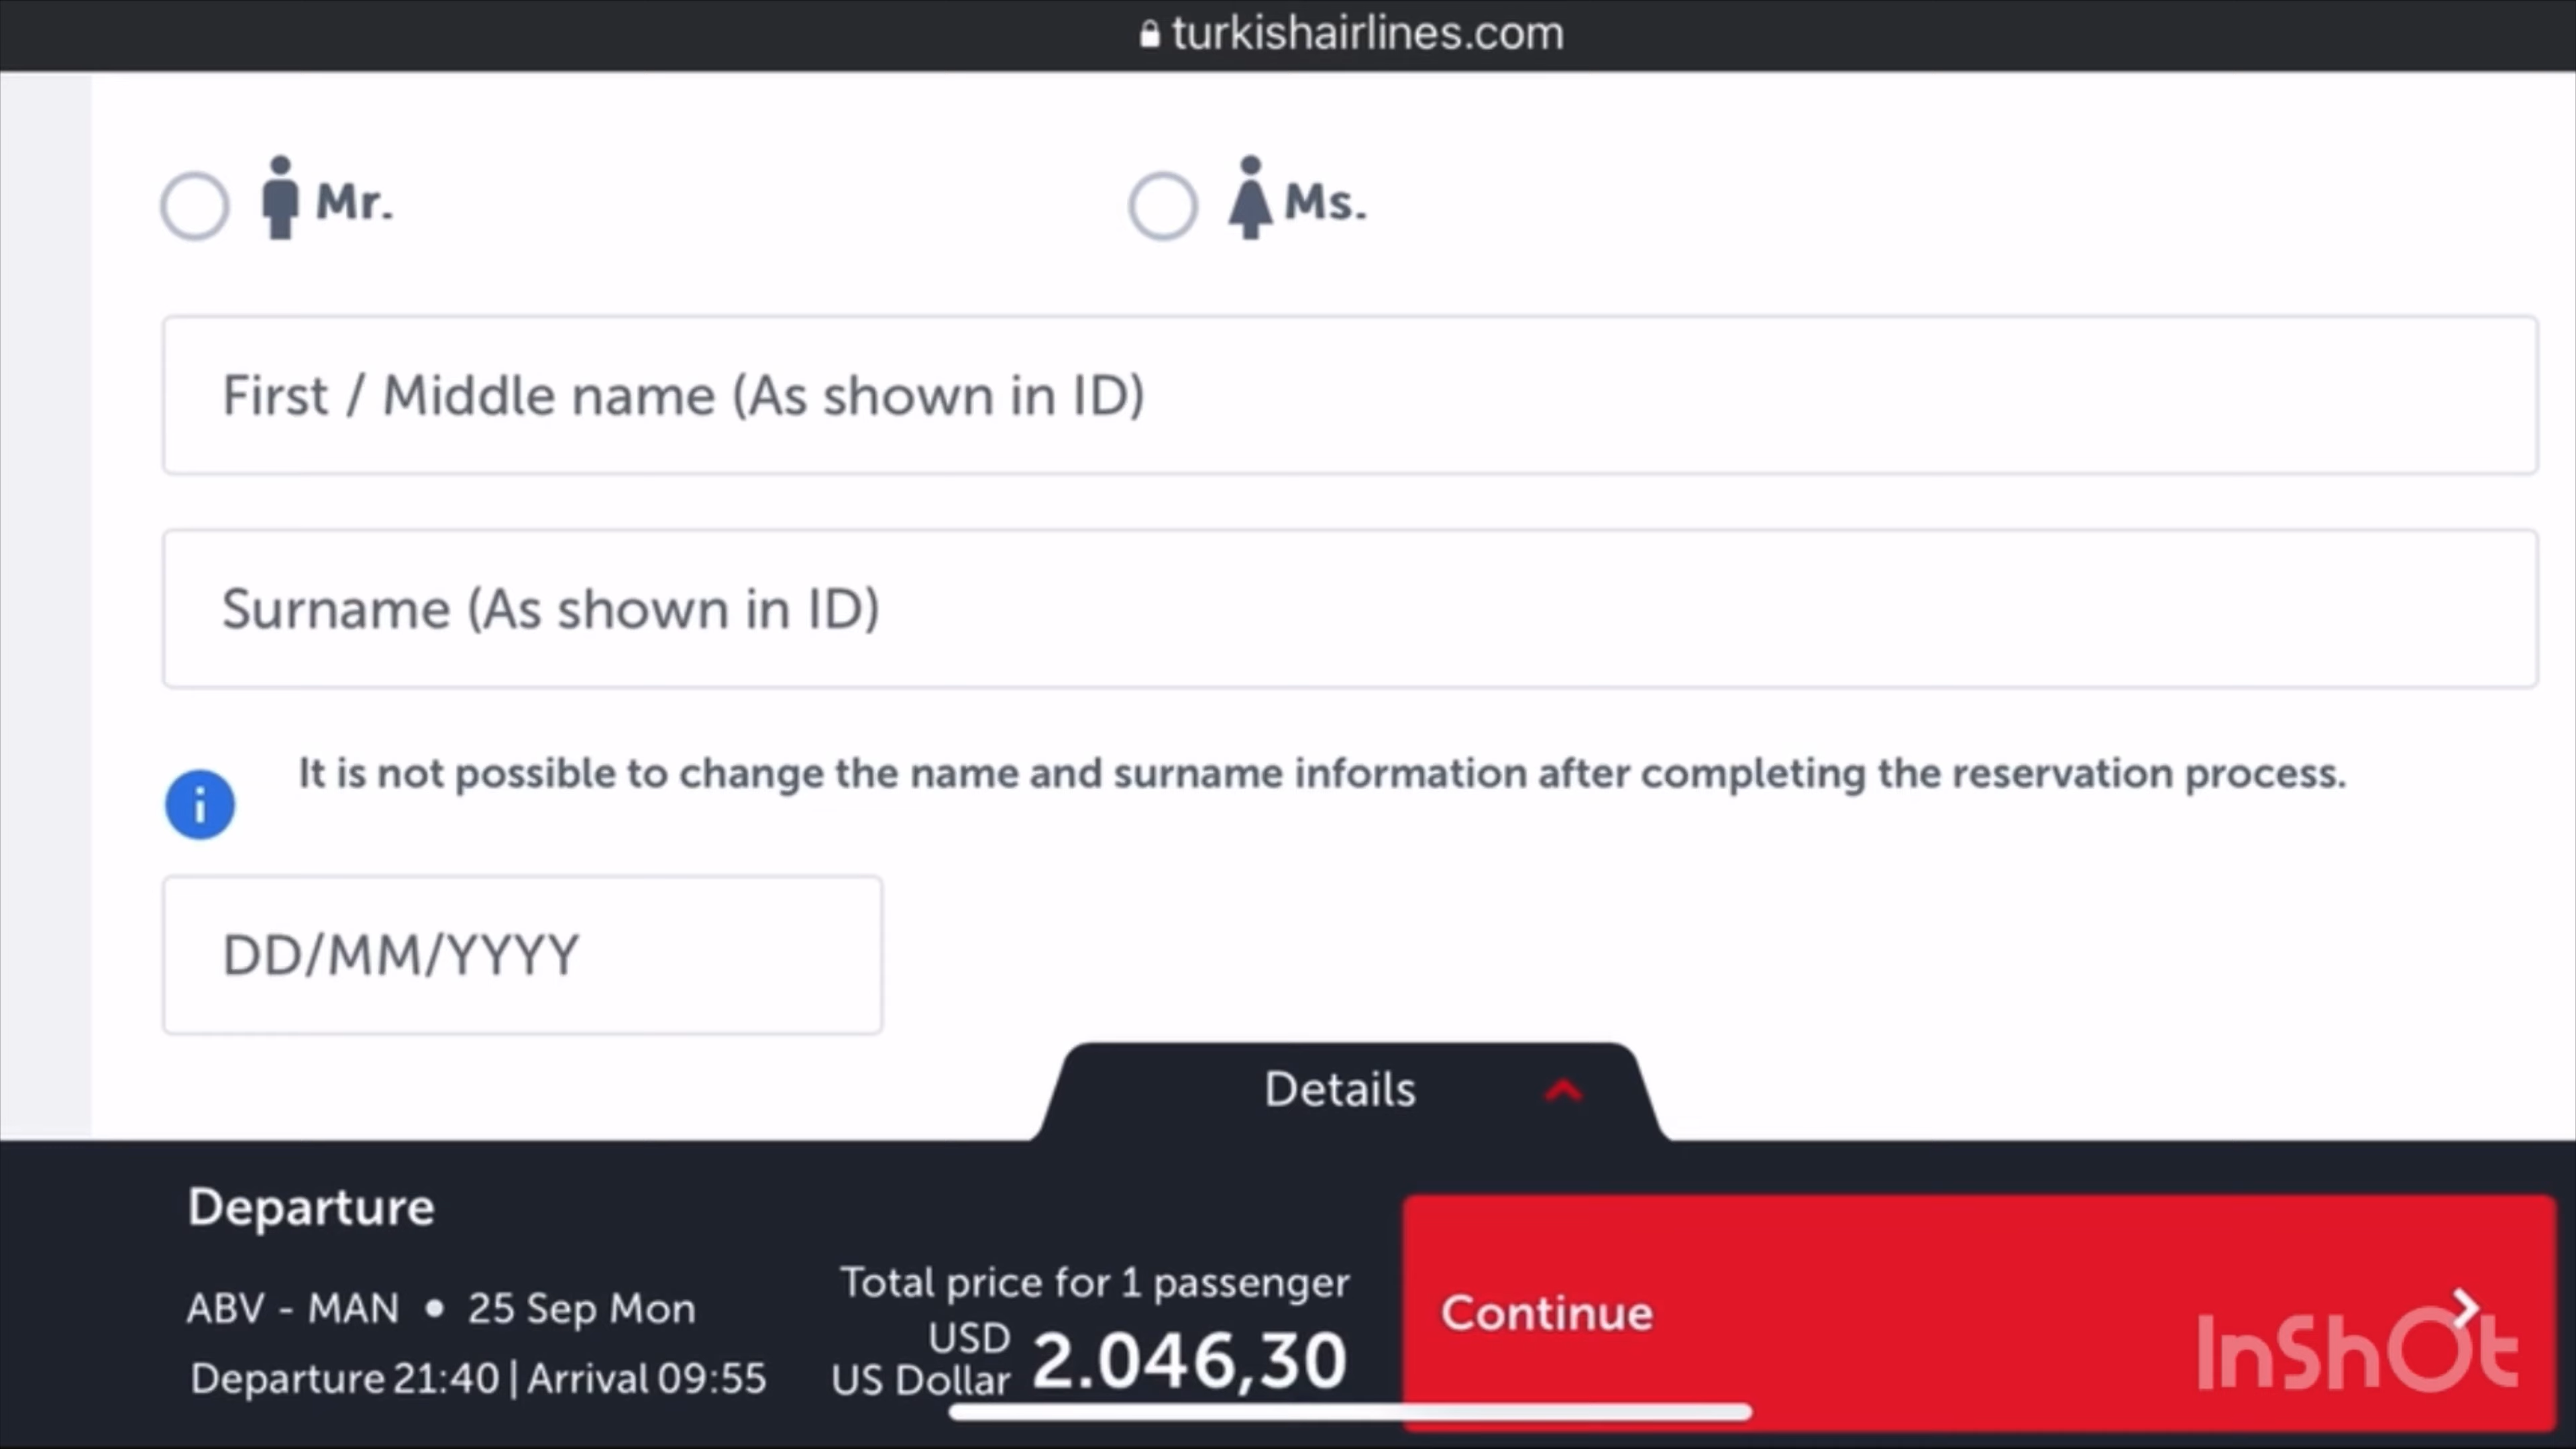 turkishairlines.com
Mr.
Ms.
First / Middle name (As shown in ID)
Surname (As shown in ID)
It is not possible to change the name and surname information after completing the reservation process.
DD/MM/YYYY
Details
Departure
ABV - MAN • 25 Sep Mon
Departure 21:40 | Arrival 09:55
Total price for 1 passenger
USD
US Dollar
2.046,30
Continue
InShOt